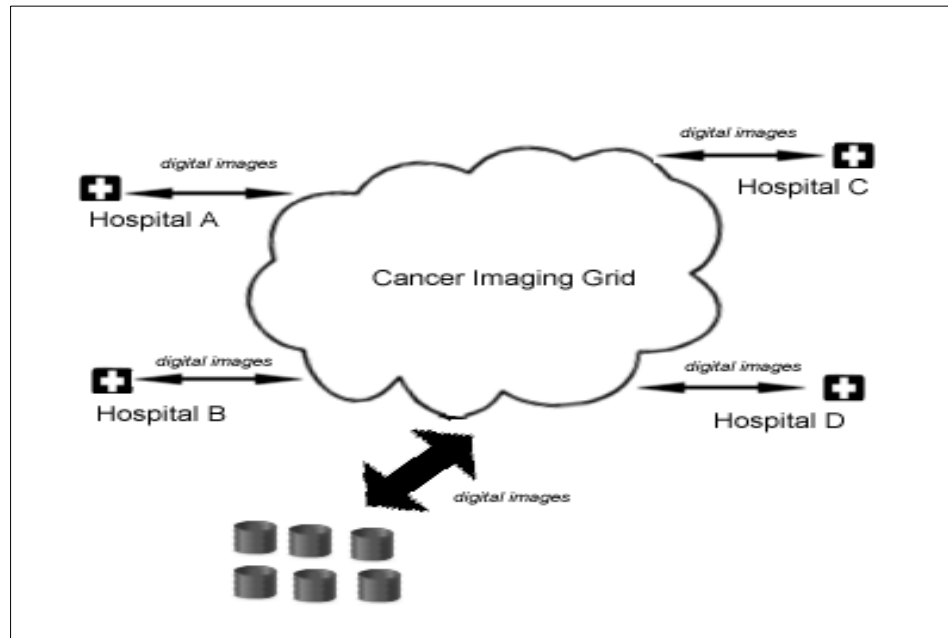 digital images
Hospital C
digital images
Hospital A
Cancer Imaging Grid
digital images
Hospital B
digital images
Hospital D
digital images